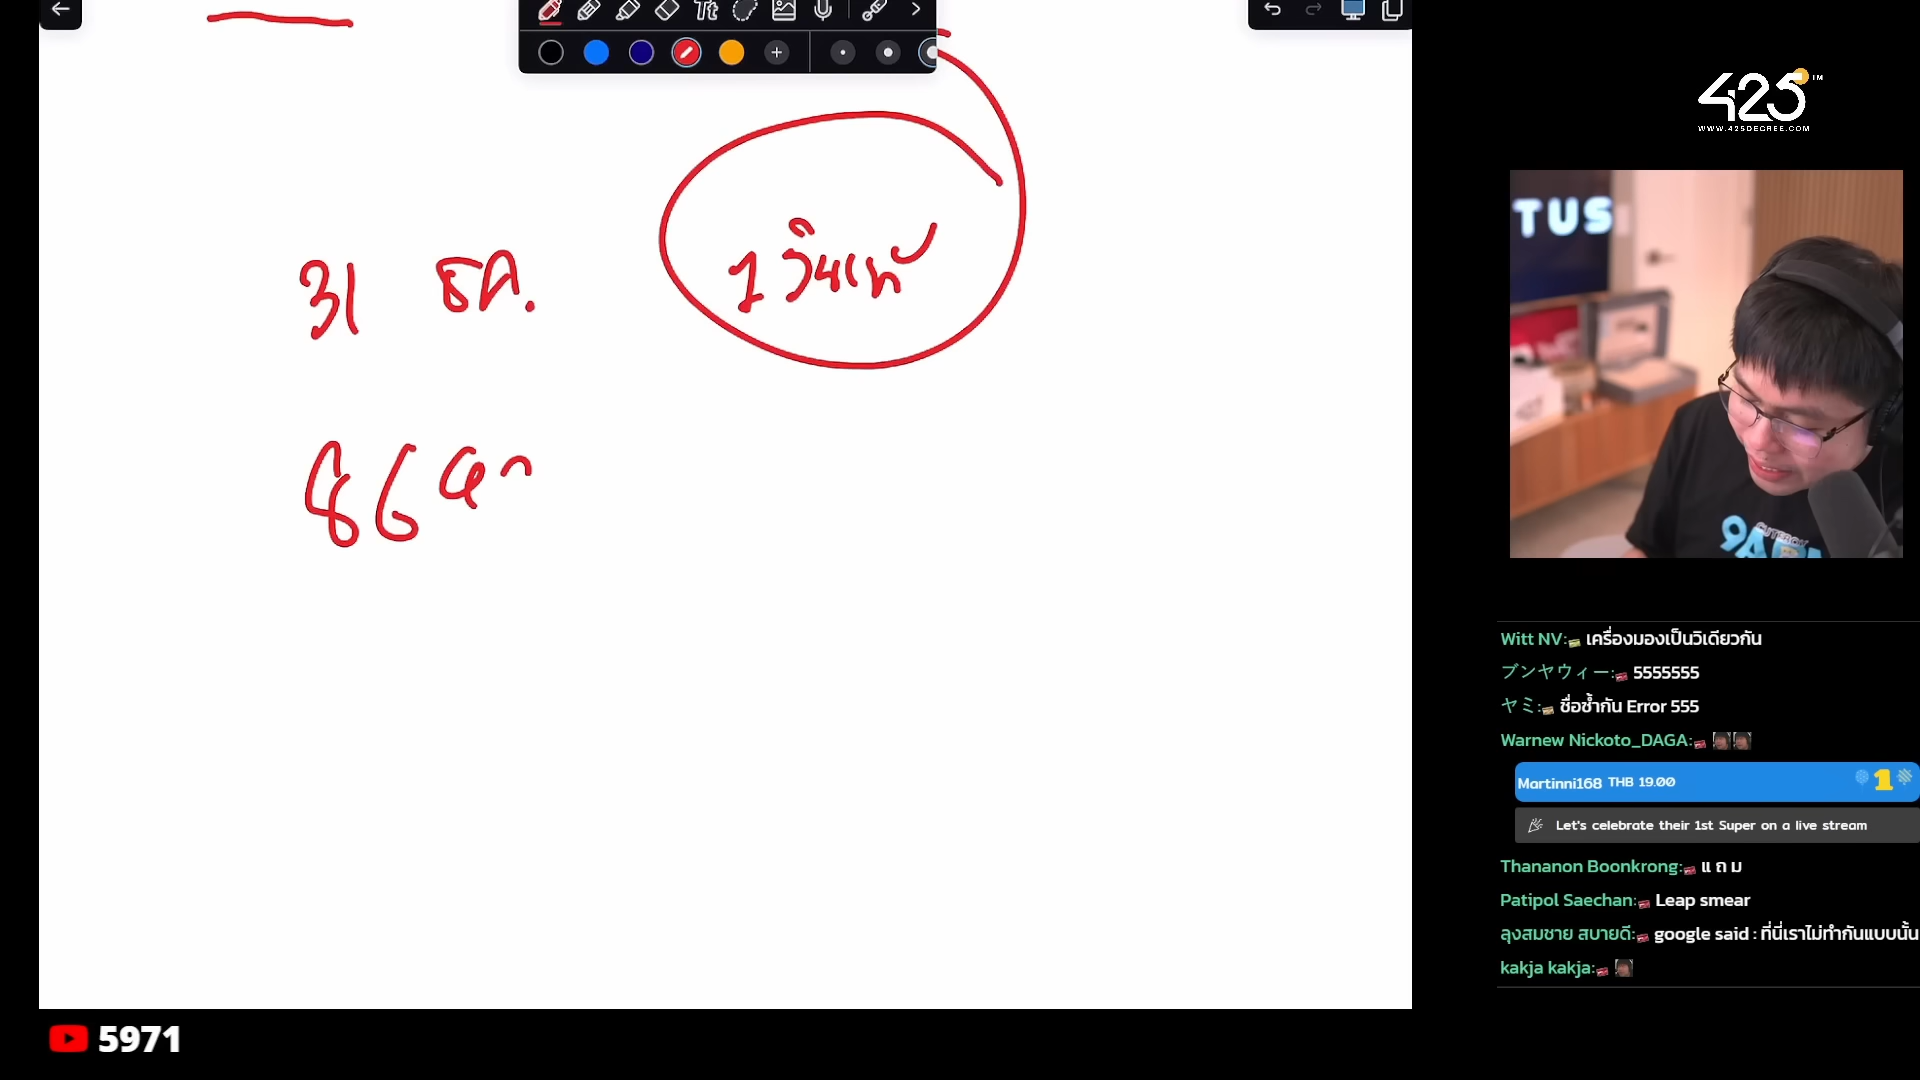 Tt
425 TM
WWW.425DEGREE.COM
TUS
31 ธค.
1 วินาที
86400
Witt NV: เครื่องมองเป็นวิเดียวกัน
ブンヤウィー: 5555555
ヤミ: ชื่อซ้ำกัน Error 555
Warnew Nickoto_DAGA:
Martinni168 THB 19.00 1
Let's celebrate their 1st Super on a live stream
Thananon Boonkrong: แ ถ ม
Patipol Saechan: Leap smear
ลุงสมชาย สบายดี: google said : ที่นี่เราไม่ทำกันแบบนั้น
kakja kakja:
5971